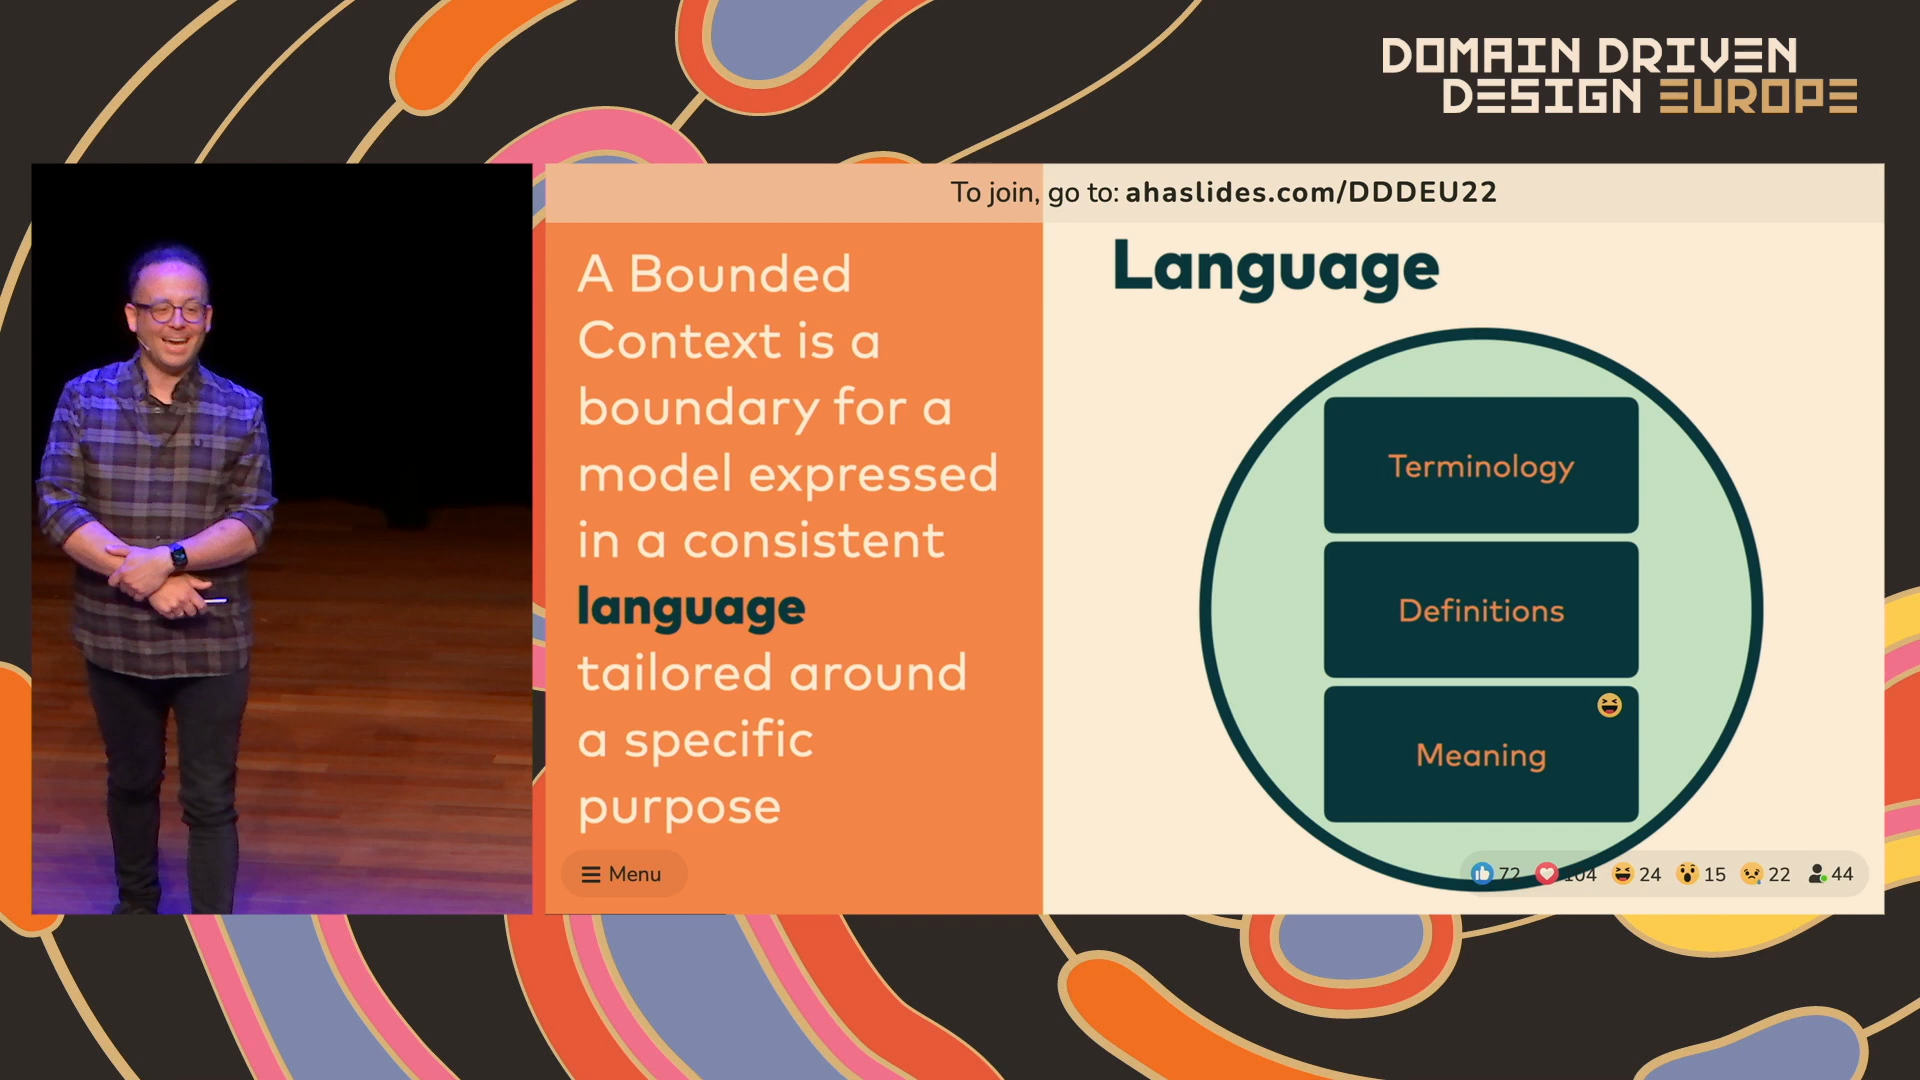 DOMAIN DRIVEN
DESIGN EUROPE
To join, go to: ahaslides.com/DDDEU22
A Bounded
Context is a
boundary for a
model expressed
in a consistent
language
tailored around
a specific
purpose
Menu
Language
Terminology
Definitions
Meaning
72 104 24 15 22 44